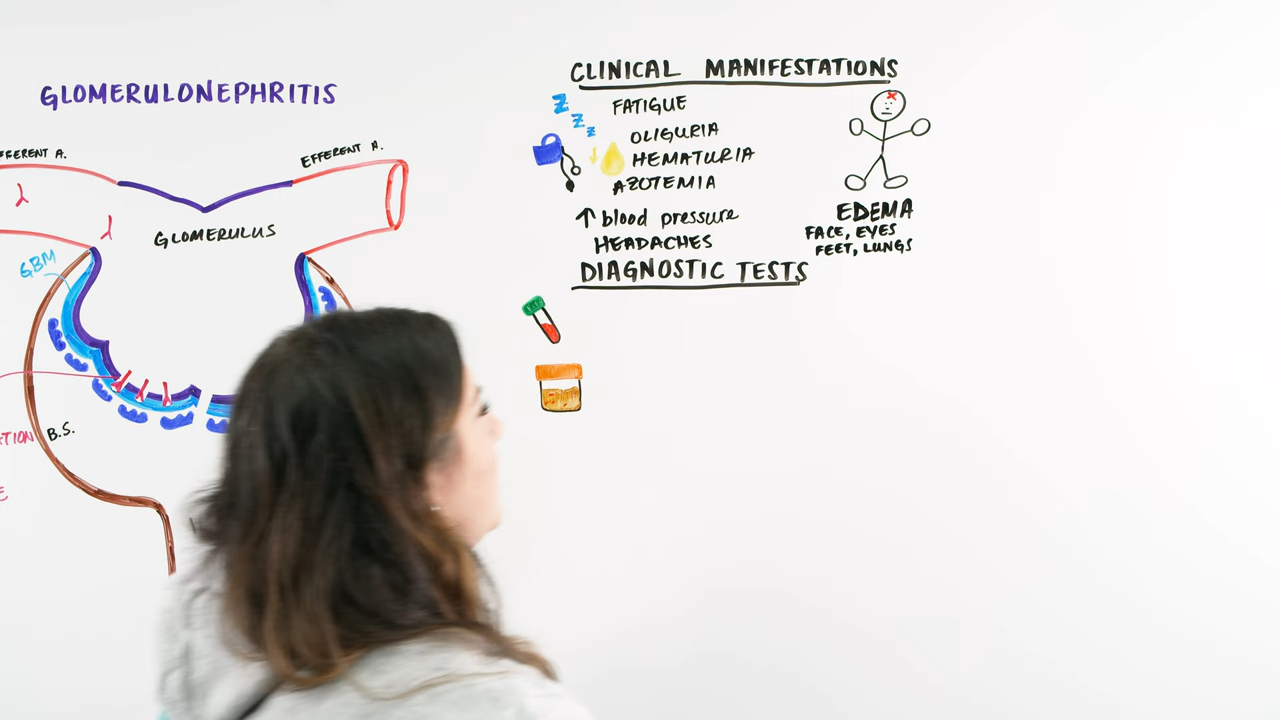 GLOMERULONEPHRITIS
EFFERENT A.
GLOMERULUS
GBM
B.S.
CLINICAL MANIFESTATIONS
Z
Z
Z
FATIGUE
OLIGURIA
HEMATURIA
AZOTEMIA
↑ blood pressure
HEADACHES
EDEMA
FACE, EYES
FEET, LUNGS
DIAGNOSTIC TESTS